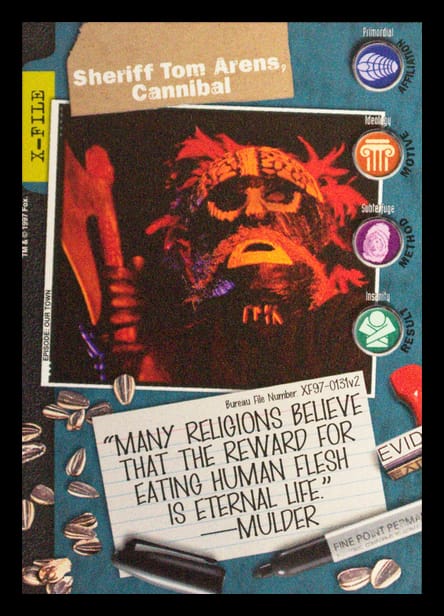 Sheriff Tom Arens,
Cannibal
X-FILE
TM & © 1997 Fox.
EPISODE: OUR TOWN
Primordial
AFFILIATION
Ideology
MOTIVE
Subterfuge
METHOD
Insanity
RESULT
Bureau File Number: XF97-0131v2
“MANY RELIGIONS BELIEVE
THAT THE REWARD FOR
EATING HUMAN FLESH
IS ETERNAL LIFE.”
—MULDER
EVID
FINE POINT PERMA